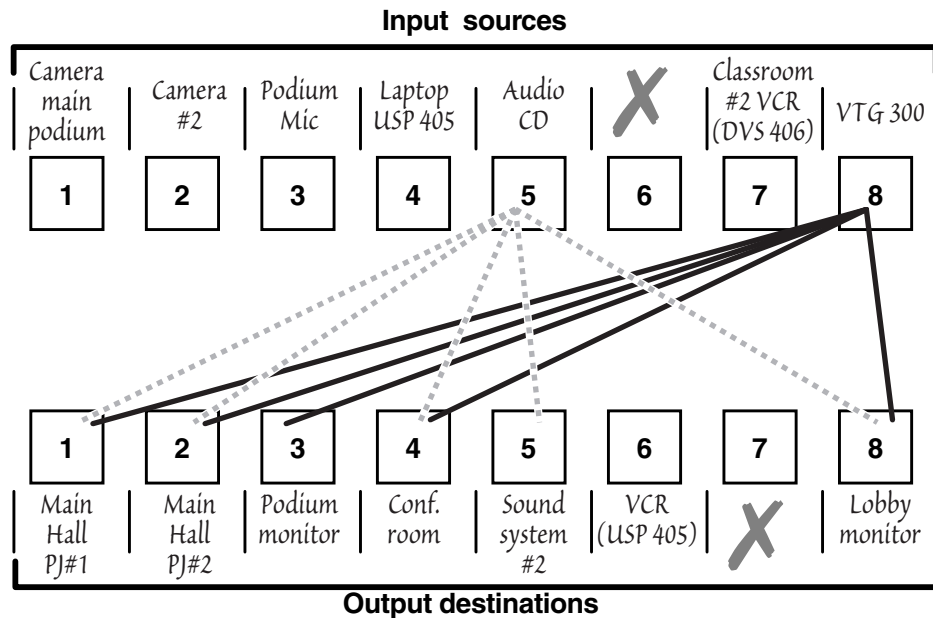 Input sources
Camera
main
podium
Camera
#2
Podium
Mic
Laptop
USP 405
Audio
CD
Classroom
#2 VCR
(DVS 406)
VTG 300
1 2 3 4 5 6 7 8
1 2 3 4 5 6 7 8
Main
Hall
PJ#1
Main
Hall
PJ#2
Podium
monitor
Conf.
room
Sound
system
#2
VCR
(USP 405)
Lobby
monitor
Output destinations